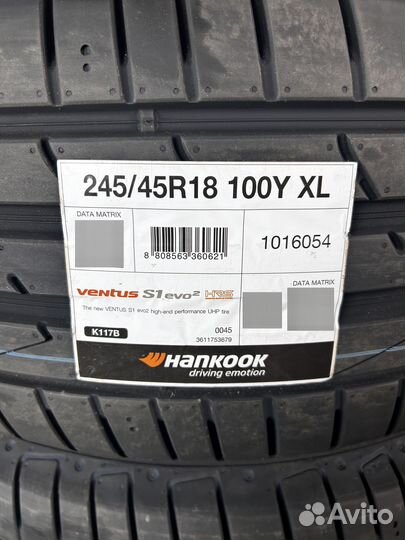 245/45R18 100Y XL
DATA MATRIX
8 808563 360621
1016054
DATA MATRIX
ventus S1 evo² HRS
The new VENTUS S1 evo2 high-end performance UHP tire
K117B
0045
3611753679
HANKOOK
driving emotion
Avito